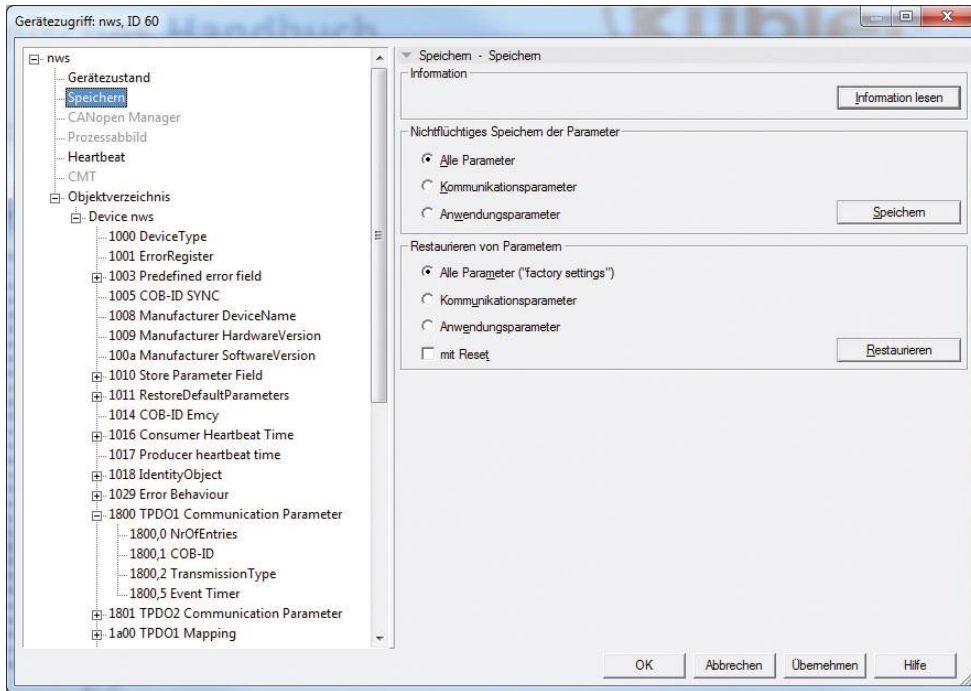 Gerätezugriff: nws, ID 60
Handbuch
nws
Gerätezustand
Speichern
CANopen Manager
Prozessabbild
Heartbeat
CMT
Objektverzeichnis
Device nws
1000 DeviceType
1001 ErrorRegister
1003 Predefined error field
1005 COB-ID SYNC
1008 Manufacturer DeviceName
1009 Manufacturer HardwareVersion
100a Manufacturer SoftwareVersion
1010 Store Parameter Field
1011 RestoreDefaultParameters
1014 COB-ID Emcy
1016 Consumer Heartbeat Time
1017 Producer heartbeat time
1018 IdentityObject
1029 Error Behaviour
1800 TPDO1 Communication Parameter
1800,0 NrOfEntries
1800,1 COB-ID
1800,2 TransmissionType
1800,5 Event Timer
1801 TPDO2 Communication Parameter
1a00 TPDO1 Mapping
Speichern - Speichern
Information
Information lesen
Nichtflüchtiges Speichern der Parameter
Alle Parameter
Kommunikationsparameter
Anwendungsparameter
Speichern
Restaurieren von Parametern
Alle Parameter ("factory settings")
Kommunikationsparameter
Anwendungsparameter
mit Reset
Restaurieren
OK
Abbrechen
Übernehmen
Hilfe